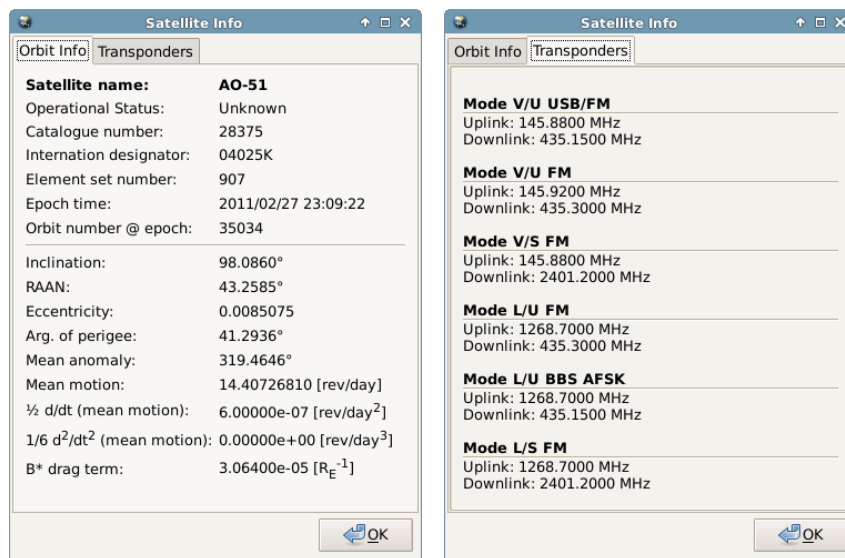 Satellite Info
Orbit Info Transponders
Satellite name: AO-51
Operational Status: Unknown
Catalogue number: 28375
Internation designator: 04025K
Element set number: 907
Epoch time: 2011/02/27 23:09:22
Orbit number @ epoch: 35034
Inclination: 98.0860°
RAAN: 43.2585°
Eccentricity: 0.0085075
Arg. of perigee: 41.2936°
Mean anomaly: 319.4646°
Mean motion: 14.40726810 [rev/day]
½ d/dt (mean motion): 6.00000e-07 [rev/day²]
1/6 d²/dt² (mean motion): 0.00000e+00 [rev/day³]
B* drag term: 3.06400e-05 [R_E⁻¹]
OK
Satellite Info
Orbit Info Transponders
Mode V/U USB/FM
Uplink: 145.8800 MHz
Downlink: 435.1500 MHz
Mode V/U FM
Uplink: 145.9200 MHz
Downlink: 435.3000 MHz
Mode V/S FM
Uplink: 145.8800 MHz
Downlink: 2401.2000 MHz
Mode L/U FM
Uplink: 1268.7000 MHz
Downlink: 435.3000 MHz
Mode L/U BBS AFSK
Uplink: 1268.7000 MHz
Downlink: 435.1500 MHz
Mode L/S FM
Uplink: 1268.7000 MHz
Downlink: 2401.2000 MHz
OK